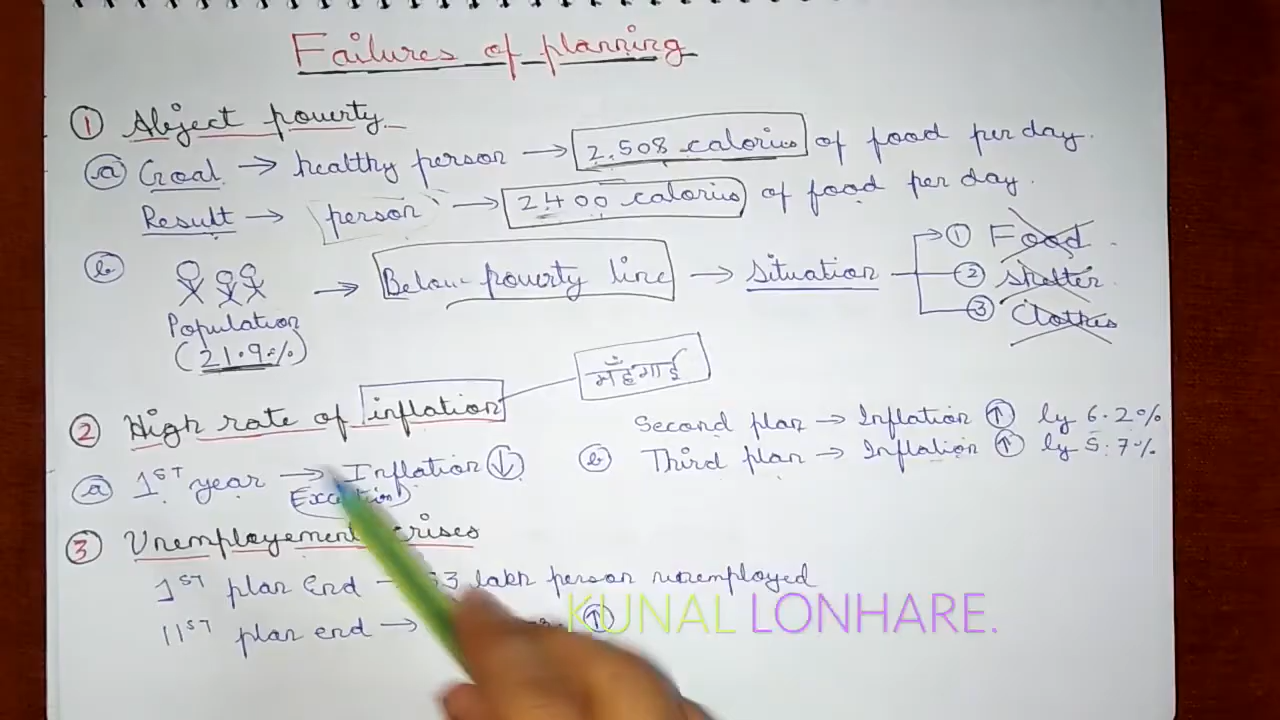 Failures of planning
① Abject poverty
ⓐ Goal → healthy person → 2,508 calories of food per day.
Result → person → 2400 calories of food per day.
ⓑ Population (21.9%) → Below poverty line → Situation
① Food
② Shelter
③ Clothes
② High rate of inflation
मँहगाई
ⓐ 1ST year → Inflation ↓
Exception
ⓑ Second plan → Inflation ↑ by 6.2%
Third plan → Inflation ↑ by 5.7%
③ Unemployement crises
1ST plan End → 53 lakh person unemployed
11ST plan end → ↑
KUNAL LONHARE.